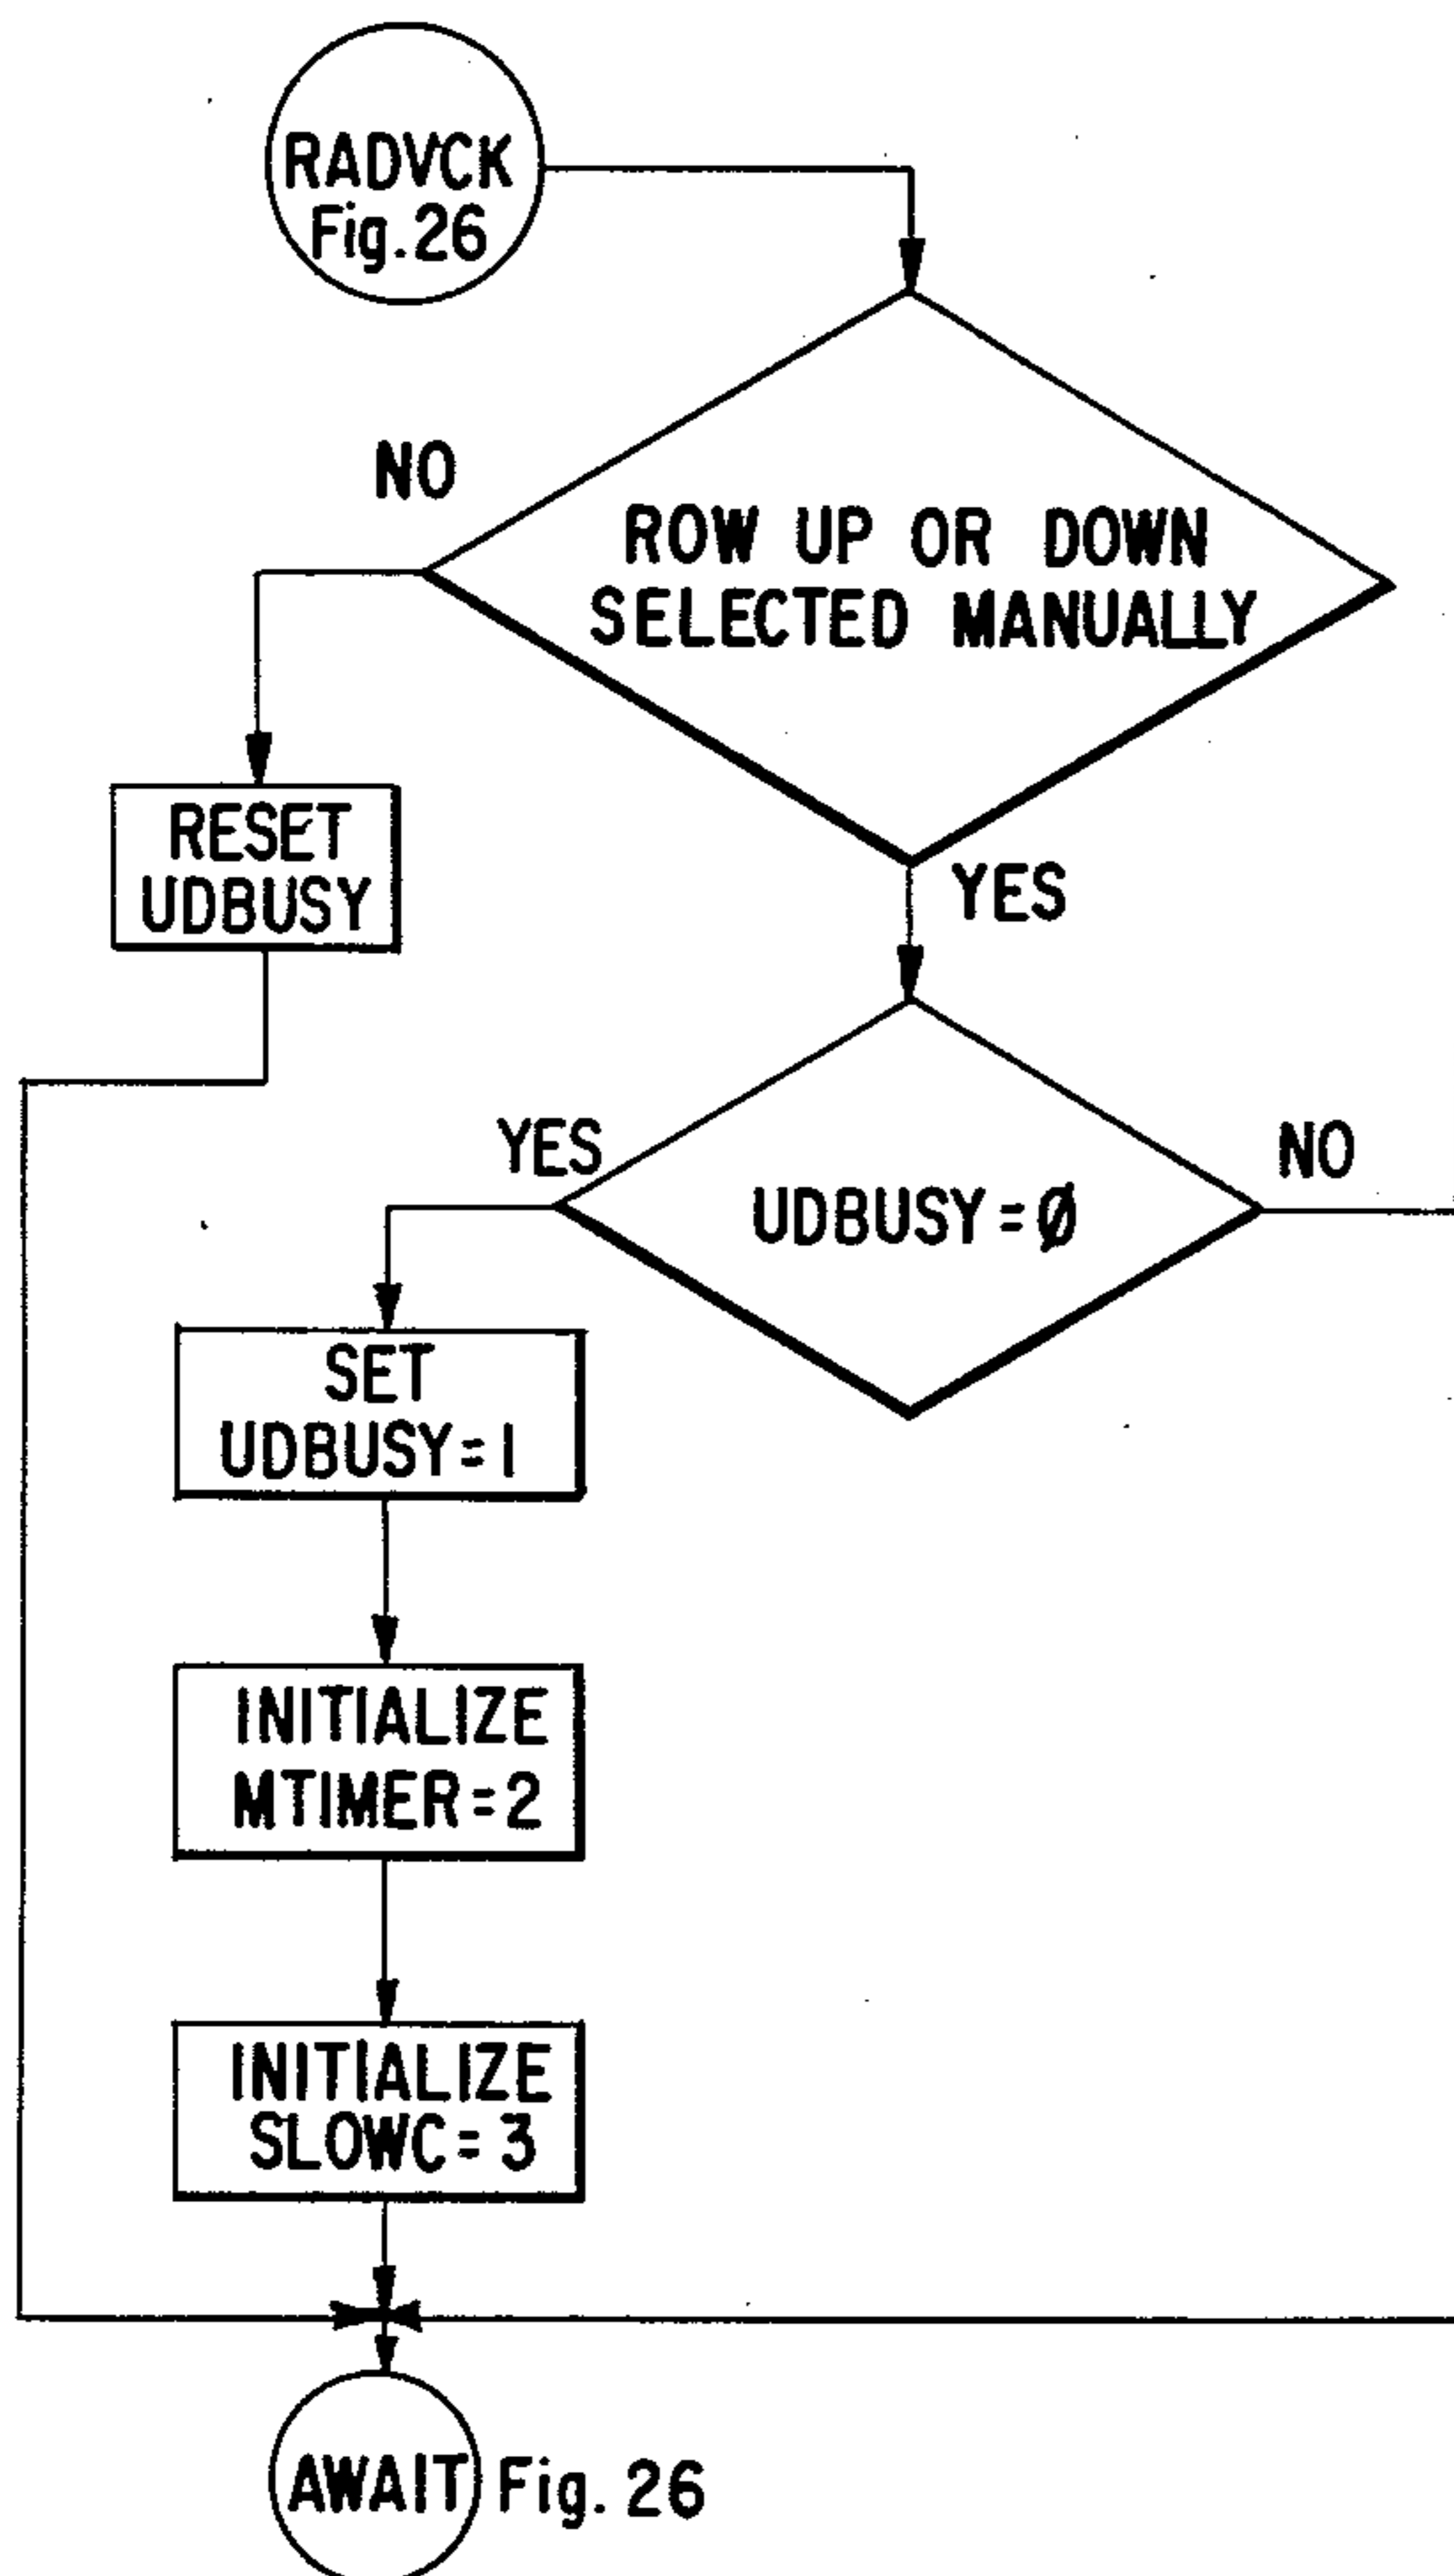 RADVCK
Fig. 26
NO
ROW UP OR DOWN
SELECTED MANUALLY
RESET
UDBUSY
YES
YES
NO
UDBUSY=Ø
SET
UDBUSY=1
INITIALIZE
MTIMER=2
INITIALIZE
SLOWC=3
AWAIT Fig. 26